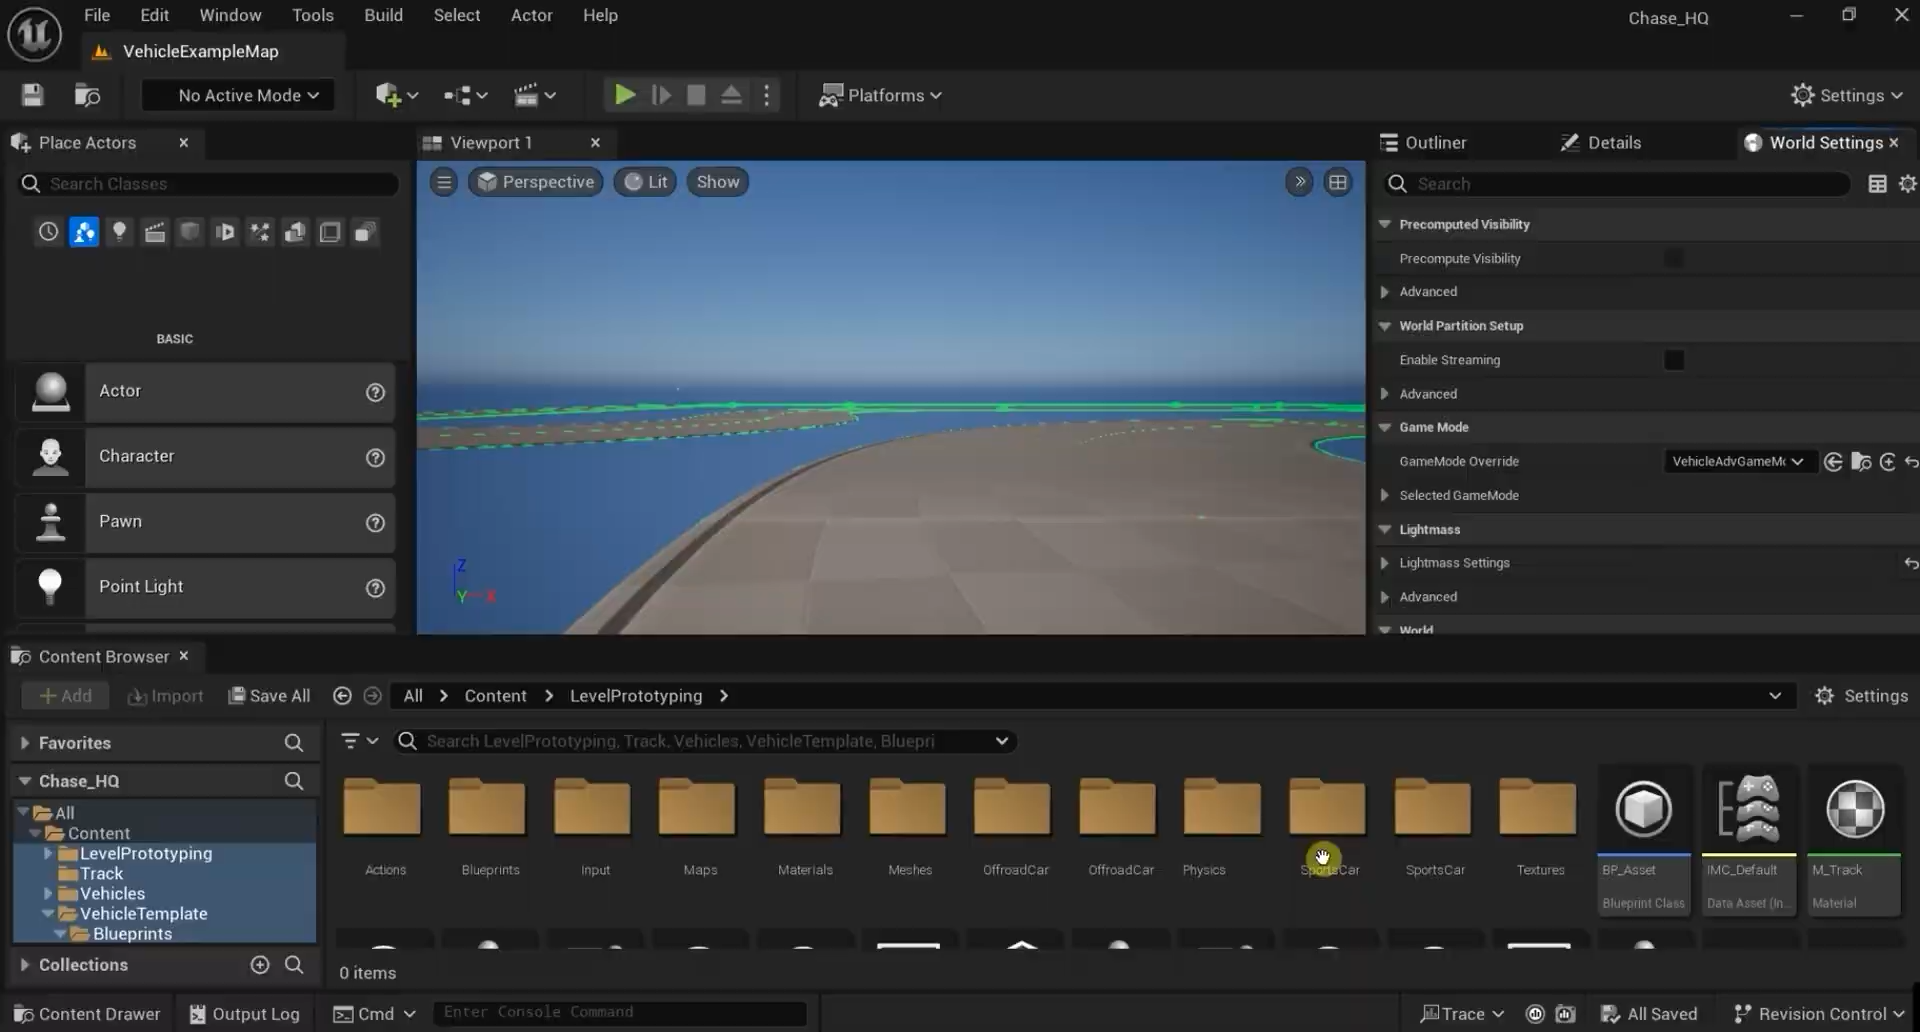 File Edit Window Tools Build Select Actor Help
Chase_HQ
VehicleExampleMap
No Active Mode
Platforms
Settings
Place Actors
Viewport 1
Outliner
Details
World Settings
Search Classes
Perspective
Lit
Show
Search
Precomputed Visibility
Precompute Visibility
Advanced
World Partition Setup
Enable Streaming
Advanced
Game Mode
GameMode Override
VehicleAdvGameMo
Selected GameMode
Lightmass
Lightmass Settings
Advanced
World
BASIC
Actor
Character
Pawn
Point Light
Z
Y X
Content Browser
Add
Import
Save All
All
Content
LevelPrototyping
Settings
Favorites
Search LevelPrototyping, Track, Vehicles, VehicleTemplate, Bluepri
Chase_HQ
All
Content
LevelPrototyping
Track
Vehicles
VehicleTemplate
Blueprints
Collections
Actions
Blueprints
Input
Maps
Materials
Meshes
OffroadCar
OffroadCar
Physics
SportsCar
SportsCar
Textures
BP_Asset
Blueprint Class
IMC_Default
Data Asset (In...
M_Track
Material
0 items
Content Drawer
Output Log
Cmd
Enter Console Command
Trace
All Saved
Revision Control